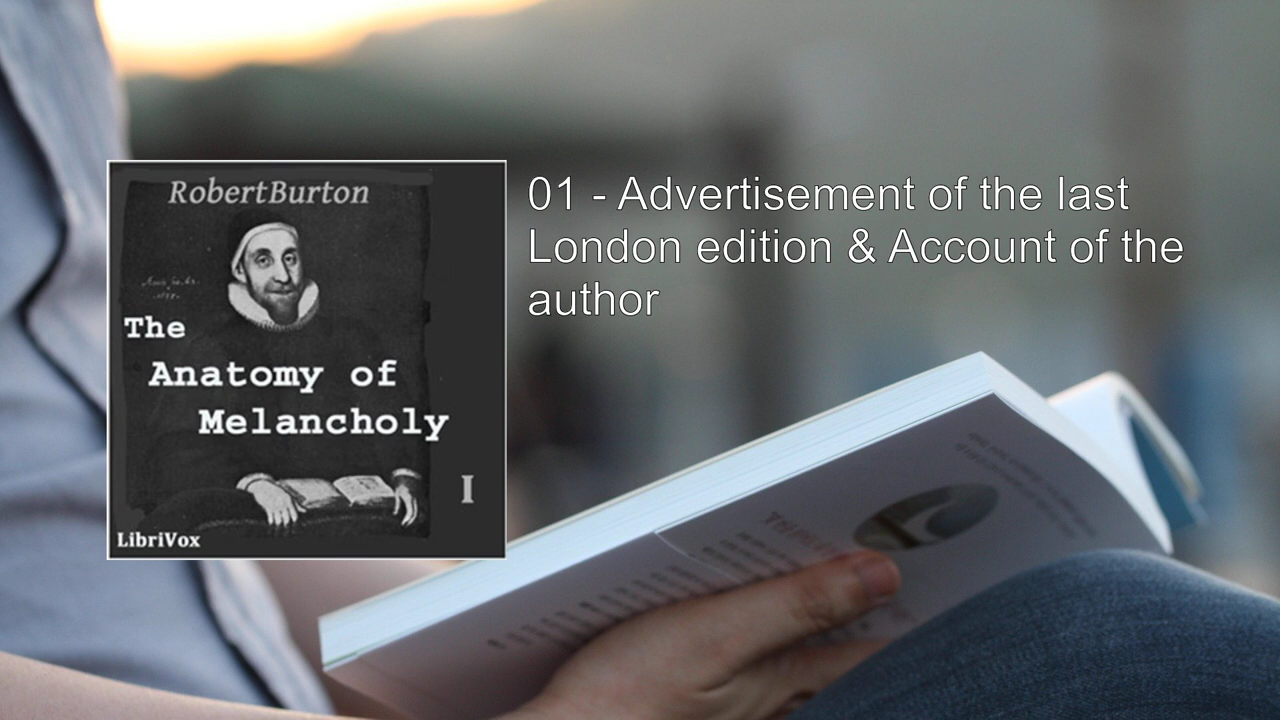 RobertBurton
The
Anatomy of
Melancholy
I
LibriVox
01 - Advertisement of the last
London edition & Account of the
author